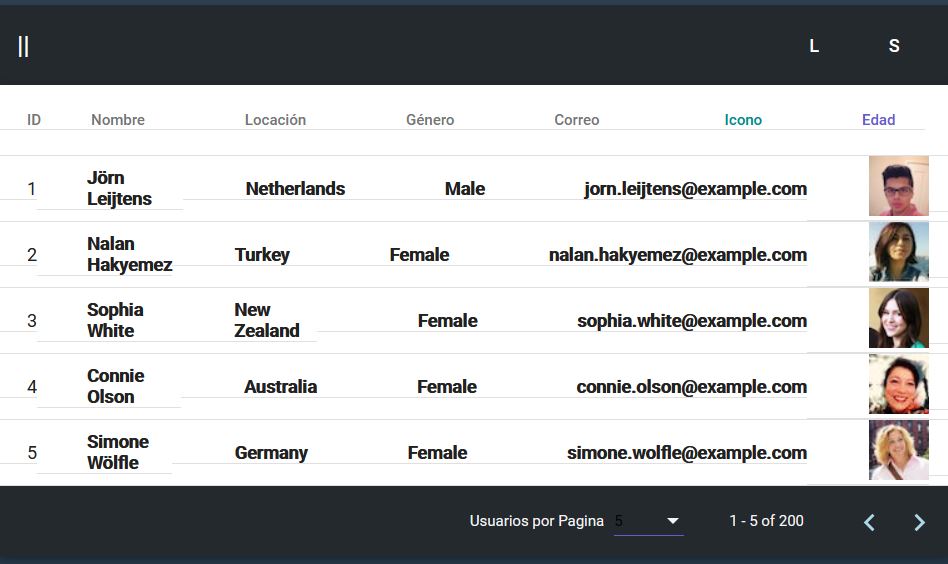 || L S
ID Nombre Locación Género Correo Icono Edad
1 Jörn Leijtens Netherlands Male jorn.leijtens@example.com
2 Nalan Hakyemez Turkey Female nalan.hakyemez@example.com
3 Sophia White New Zealand Female sophia.white@example.com
4 Connie Olson Australia Female connie.olson@example.com
5 Simone Wölfle Germany Female simone.wolfle@example.com
Usuarios por Pagina 5 1 - 5 of 200